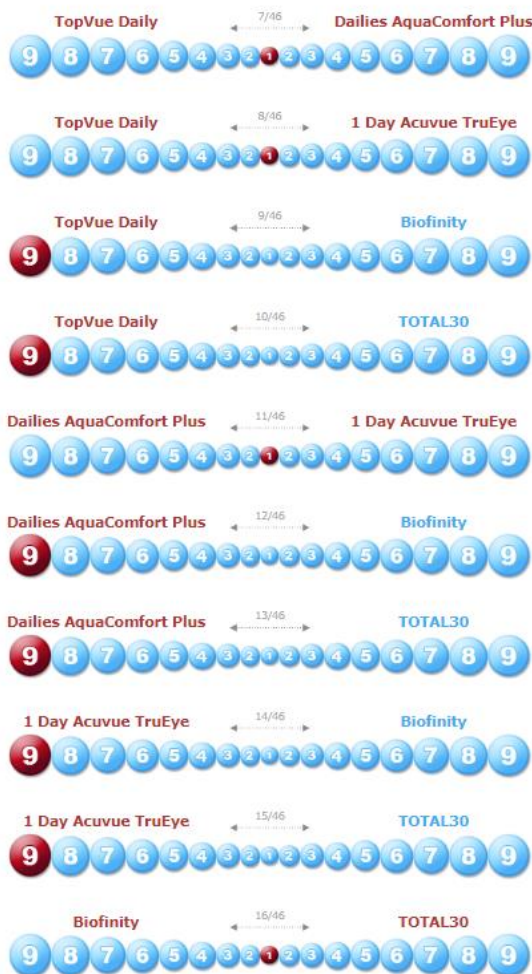 TopVue Daily 7/46 Dailies AquaComfort Plus
9 8 7 6 5 4 3 2 1 2 3 4 5 6 7 8 9
TopVue Daily 8/46 1 Day Acuvue TruEye
9 8 7 6 5 4 3 2 1 2 3 4 5 6 7 8 9
TopVue Daily 9/46 Biofinity
9 8 7 6 5 4 3 2 1 2 3 4 5 6 7 8 9
TopVue Daily 10/46 TOTAL30
9 8 7 6 5 4 3 2 1 2 3 4 5 6 7 8 9
Dailies AquaComfort Plus 11/46 1 Day Acuvue TruEye
9 8 7 6 5 4 3 2 1 2 3 4 5 6 7 8 9
Dailies AquaComfort Plus 12/46 Biofinity
9 8 7 6 5 4 3 2 1 2 3 4 5 6 7 8 9
Dailies AquaComfort Plus 13/46 TOTAL30
9 8 7 6 5 4 3 2 1 2 3 4 5 6 7 8 9
1 Day Acuvue TruEye 14/46 Biofinity
9 8 7 6 5 4 3 2 1 2 3 4 5 6 7 8 9
1 Day Acuvue TruEye 15/46 TOTAL30
9 8 7 6 5 4 3 2 1 2 3 4 5 6 7 8 9
Biofinity 16/46 TOTAL30
9 8 7 6 5 4 3 2 1 2 3 4 5 6 7 8 9